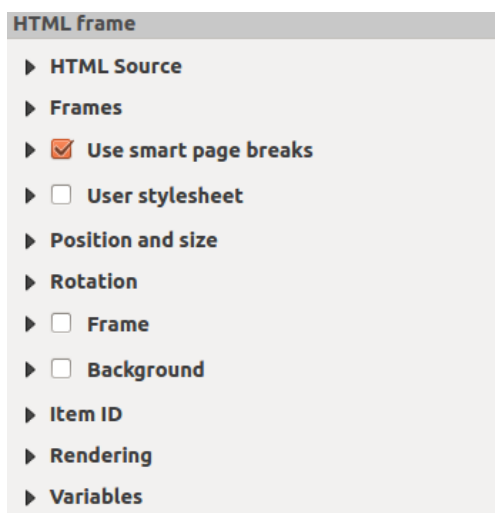 HTML frame
HTML Source
Frames
Use smart page breaks
User stylesheet
Position and size
Rotation
Frame
Background
Item ID
Rendering
Variables